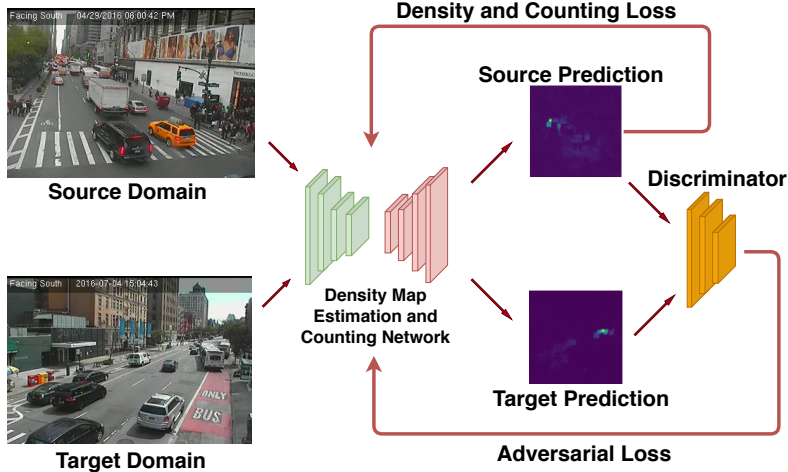 Density and Counting Loss
Facing South 04/29/2016 06:00:42 PM
Source Domain
Source Prediction
Discriminator
Facing South 2016-07-04 15:04:43
ONLY
BUS
Target Domain
Density Map
Estimation and
Counting Network
Target Prediction
Adversarial Loss